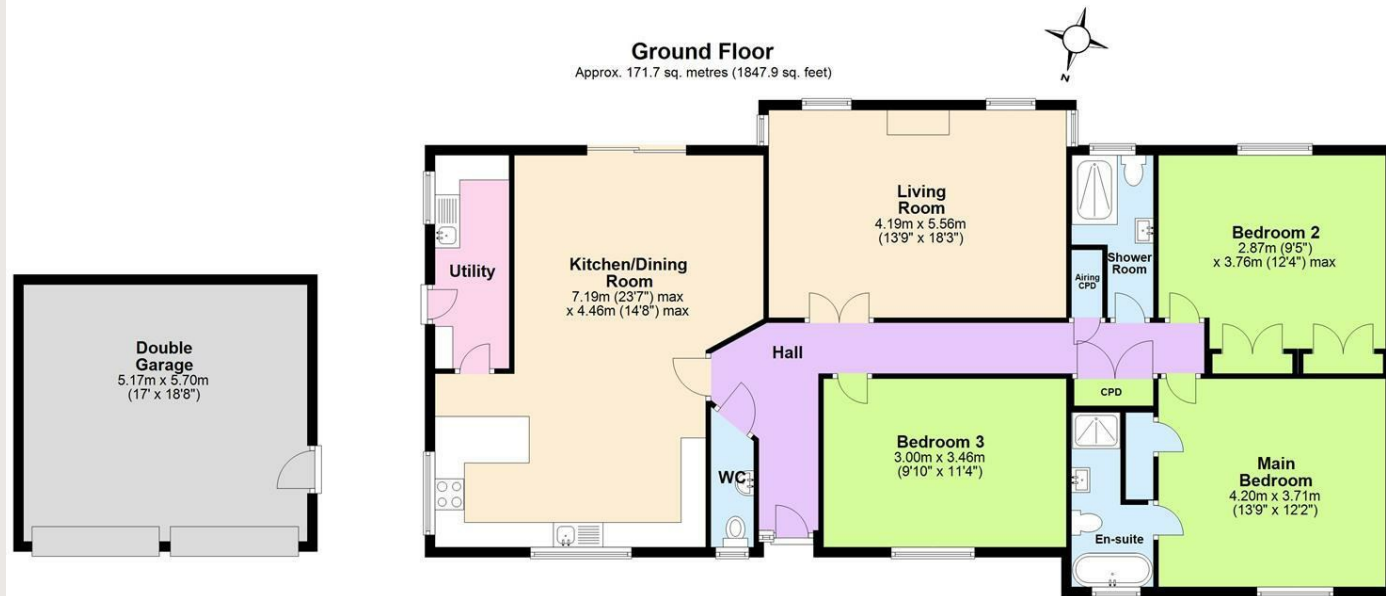 Ground Floor
Approx. 171.7 sq. metres (1847.9 sq. feet)
N
Living
Room
4.19m x 5.56m
(13'9" x 18'3")
Bedroom 2
2.87m (9'5")
x 3.76m (12'4") max
Shower
Room
Airing
CPD
Utility
Kitchen/Dining
Room
7.19m (23'7") max
x 4.46m (14'8") max
Double
Garage
5.17m x 5.70m
(17' x 18'8")
Hall
CPD
Bedroom 3
3.00m x 3.46m
(9'10" x 11'4")
WC
Main
Bedroom
4.20m x 3.71m
(13'9" x 12'2")
En-suite